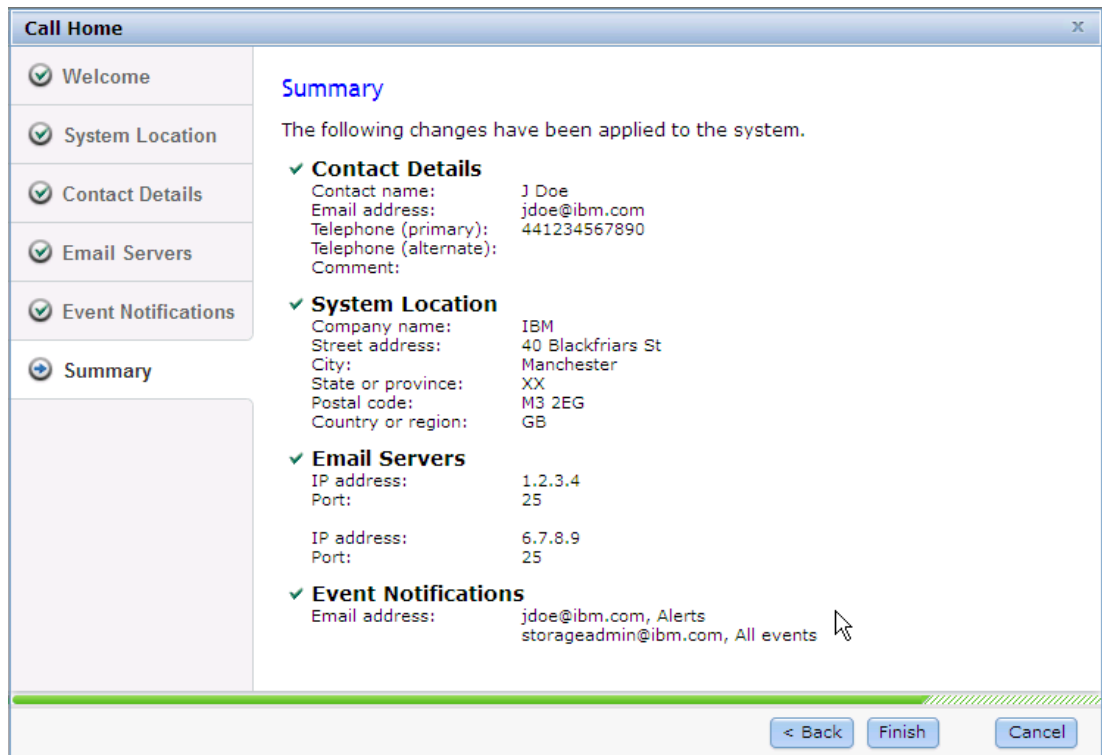 Call Home
x
Welcome
System Location
Contact Details
Email Servers
Event Notifications
Summary
Summary
The following changes have been applied to the system.
Contact Details
Contact name: J Doe
Email address: jdoe@ibm.com
Telephone (primary): 441234567890
Telephone (alternate):
Comment:
System Location
Company name: IBM
Street address: 40 Blackfriars St
City: Manchester
State or province: XX
Postal code: M3 2EG
Country or region: GB
Email Servers
IP address: 1.2.3.4
Port: 25
IP address: 6.7.8.9
Port: 25
Event Notifications
Email address: jdoe@ibm.com, Alerts
storageadmin@ibm.com, All events
< Back Finish Cancel